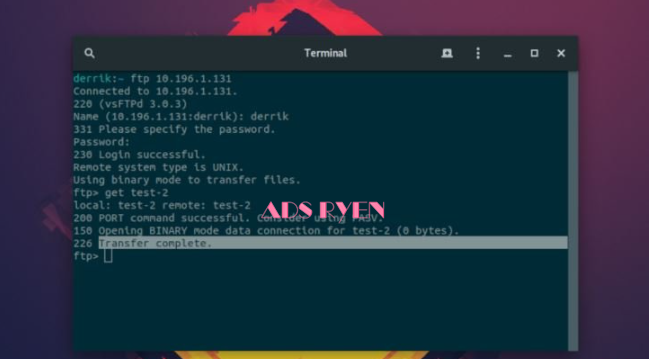 Terminal
derrik:~ ftp 10.196.1.131
Connected to 10.196.1.131.
220 (vsFTPd 3.0.3)
Name (10.196.1.131:derrik): derrik
331 Please specify the password.
Password:
230 Login successful.
Remote system type is UNIX.
Using binary mode to transfer files.
ftp> get test-2
local: test-2 remote: test-2
ADS RYEN
200 PORT command successful. Consider using PASV.
150 Opening BINARY mode data connection for test-2 (0 bytes).
226 Transfer complete.
ftp>